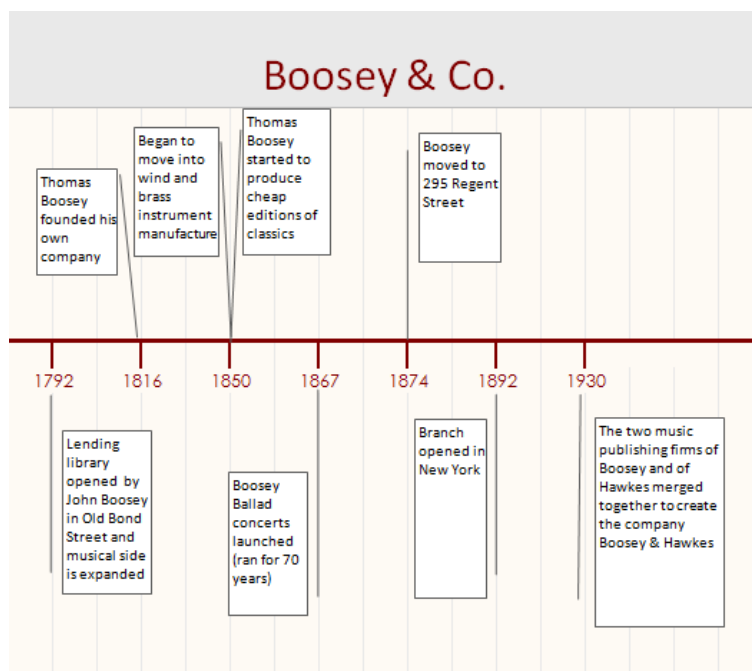 Boosey & Co.
Thomas
Boosey
founded his
own
company
Began to
move into
wind and
brass
instrument
manufacture
Thomas
Boosey
started to
produce
cheap
editions of
classics
Boosey
moved to
295 Regent
Street
1792
1816
1850
1867
1874
1892
1930
Lending
library
opened by
John Boosey
in Old Bond
Street and
musical side
is expanded
Boosey
Ballad
concerts
launched
(ran for 70
years)
Branch
opened in
New York
The two music
publishing firms of
Boosey and of
Hawkes merged
together to create
the company
Boosey & Hawkes